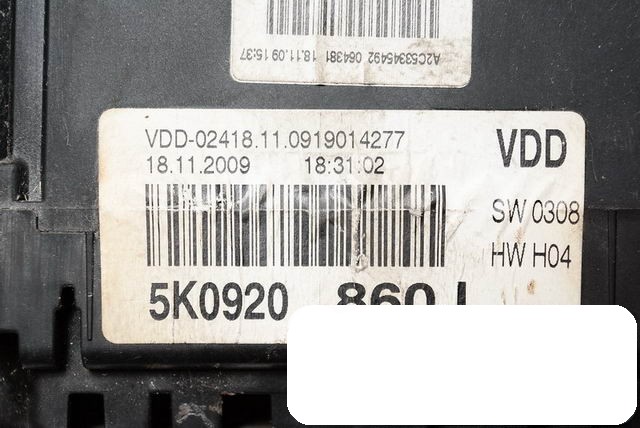 A2C53345492 064381 18.11.09 15:37
VDD-02418.11.0919014277
VDD
18.11.2009 18:31:02
SW 0308
HW H04
5K0920 860